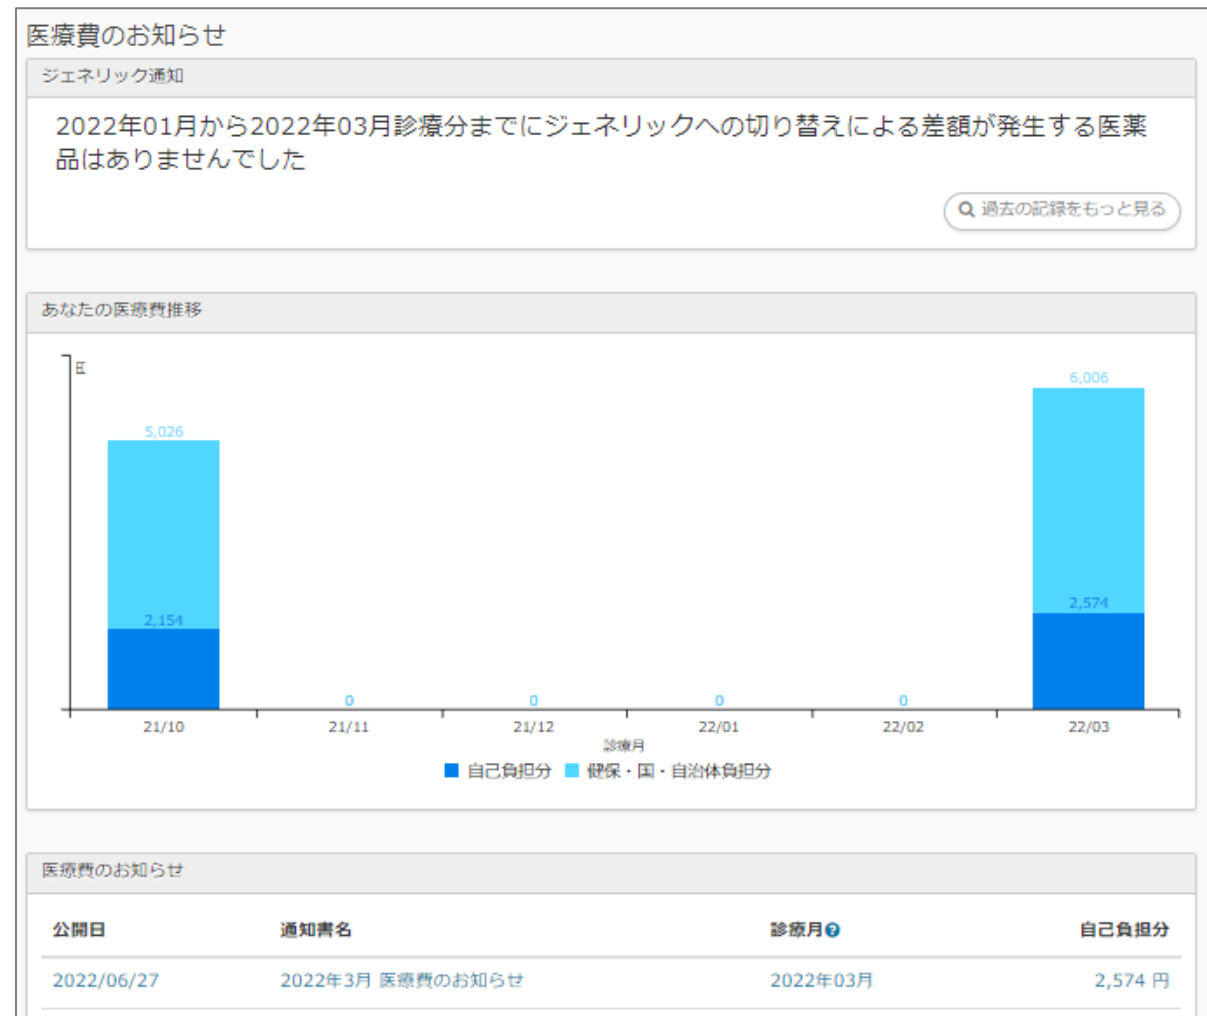 医療費のお知らせ
ジェネリック通知
2022年01月から2022年03月診療分までにジェネリックへの切り替えによる差額が発生する医薬
品はありませんでした
過去の記録をもっと見る
あなたの医療費推移
円
6,006
5,026
2,574
2,154
0 0 0 0
21/10 21/11 21/12 22/01 22/02 22/03
診療月
自己負担分 健保・国・自治体負担分
医療費のお知らせ
公開日 通知書名 診療月 自己負担分
2022/06/27 2022年3月 医療費のお知らせ 2022年03月 2,574 円